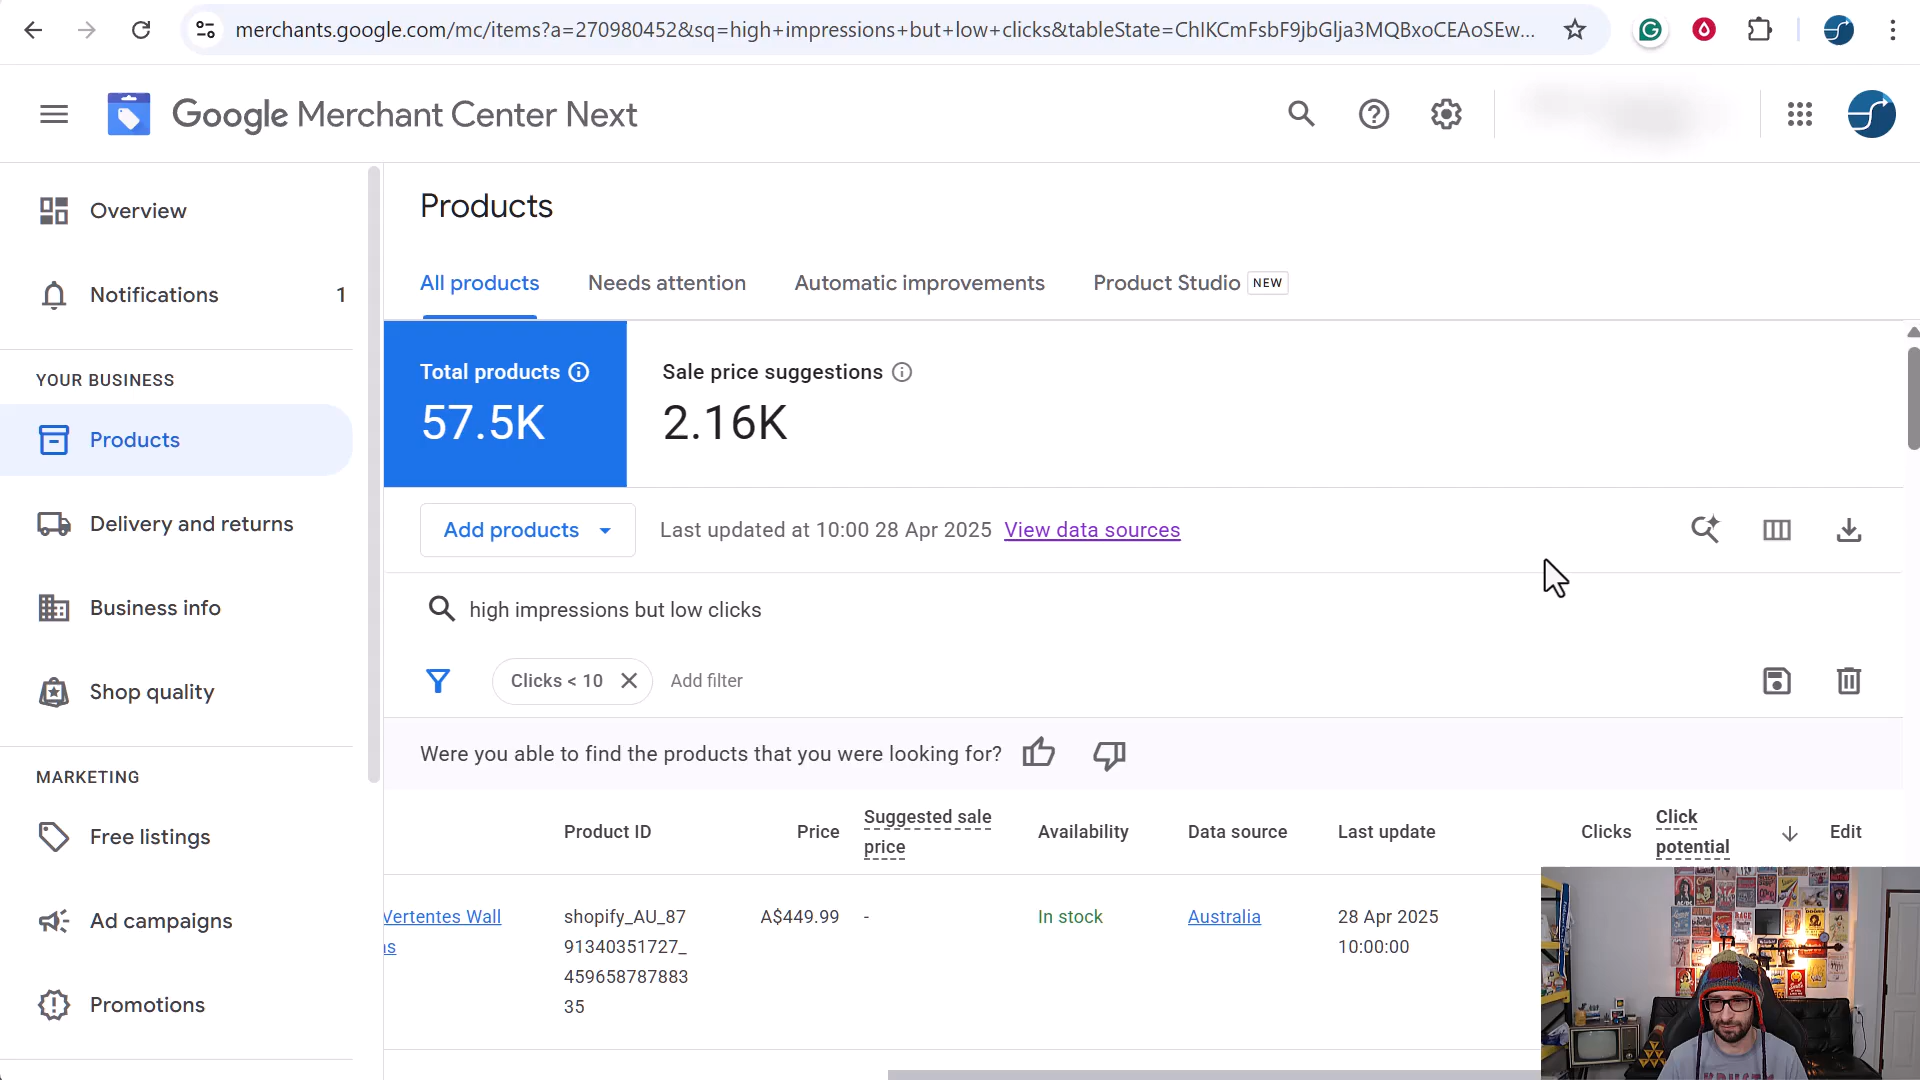 merchants.google.com/mc/items?a=270980452&sq=high+impressions+but+low+clicks&tableState=ChIKCmFsbF9jbGlja3MQBxoCEAoSEw...
Google Merchant Center Next
Overview
Notifications 1
YOUR BUSINESS
Products
Delivery and returns
Business info
Shop quality
MARKETING
Free listings
Ad campaigns
Promotions
Products
All products Needs attention Automatic improvements Product Studio NEW
Total products Sale price suggestions
57.5K 2.16K
Add products Last updated at 10:00 28 Apr 2025 View data sources
high impressions but low clicks
Clicks < 10 Add filter
Were you able to find the products that you were looking for?
Product ID Price Suggested sale price Availability Data source Last update Clicks Click potential Edit
Vertentes Wall
as
shopify_AU_87
91340351727_
459658787883
35
A$449.99 - In stock Australia 28 Apr 2025
10:00:00